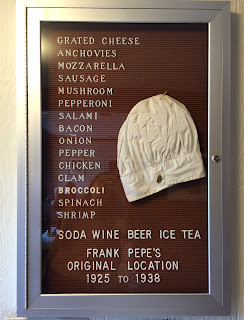 GRATED CHEESE
ANCHOVIES
MOZZARELLA
SAUSAGE
MUSHROOM
PEPPERONI
SALAMI
BACON
ONION
PEPPER
CHICKEN
CLAM
BROCCOLI
SPINACH
SHRIMP
SODA WINE BEER ICE TEA
FRANK PEPE'S
ORIGINAL LOCATION
1925 TO 1938